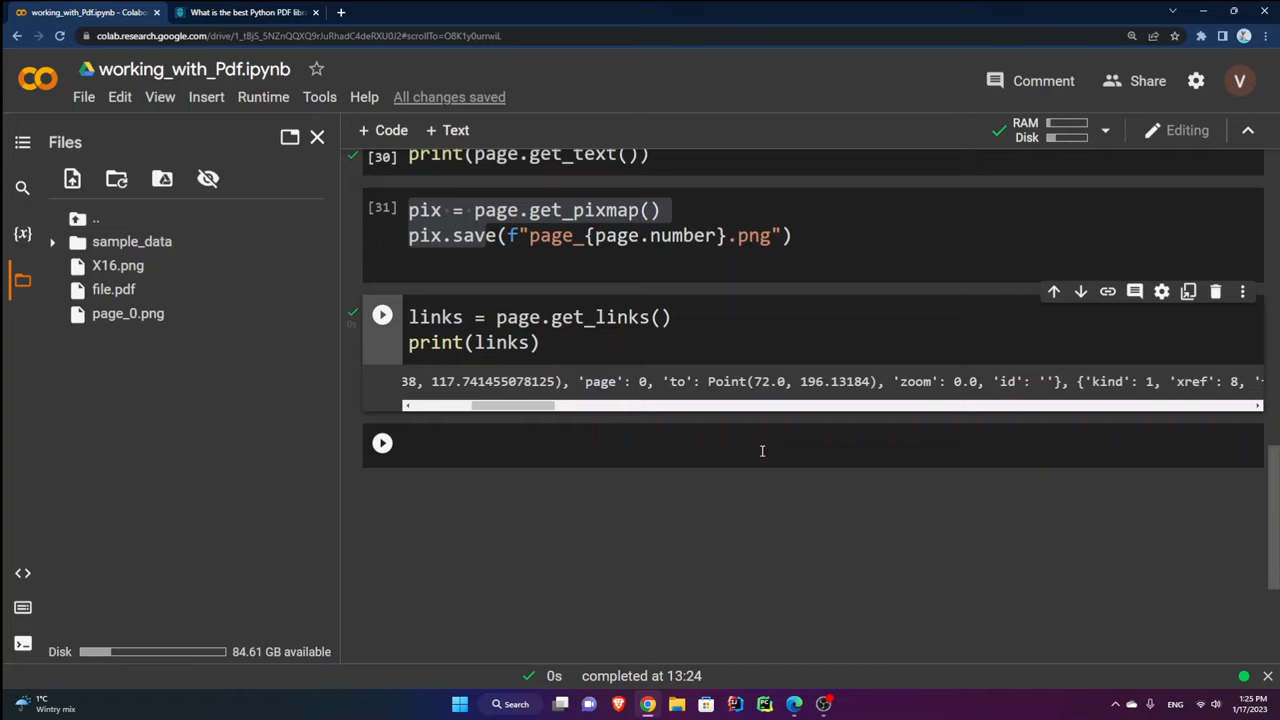 working_with_Pdf.ipynb - Colabo
What is the best Python PDF libr
colab.research.google.com/drive/1_tBjS_5NZnQQXQ9rJuRhadC4deRXU0J2#scrollTo=O8K1y0urrwiL
CO
working_with_Pdf.ipynb
Comment
Share
V
File Edit View Insert Runtime Tools Help All changes saved
Files
+ Code + Text
RAM
Disk
Editing
[30] print(page.get_text())
..
sample_data
X16.png
file.pdf
page_0.png
{x}
[31] pix = page.get_pixmap()
pix.save(f"page_{page.number}.png")
0s
links = page.get_links()
print(links)
38, 117.741455078125), 'page': 0, 'to': Point(72.0, 196.13184), 'zoom': 0.0, 'id': ''}, {'kind': 1, 'xref': 8, '
Disk 84.61 GB available
0s completed at 13:24
1°C
Wintry mix
Search
ENG
1:25 PM
1/17/2023